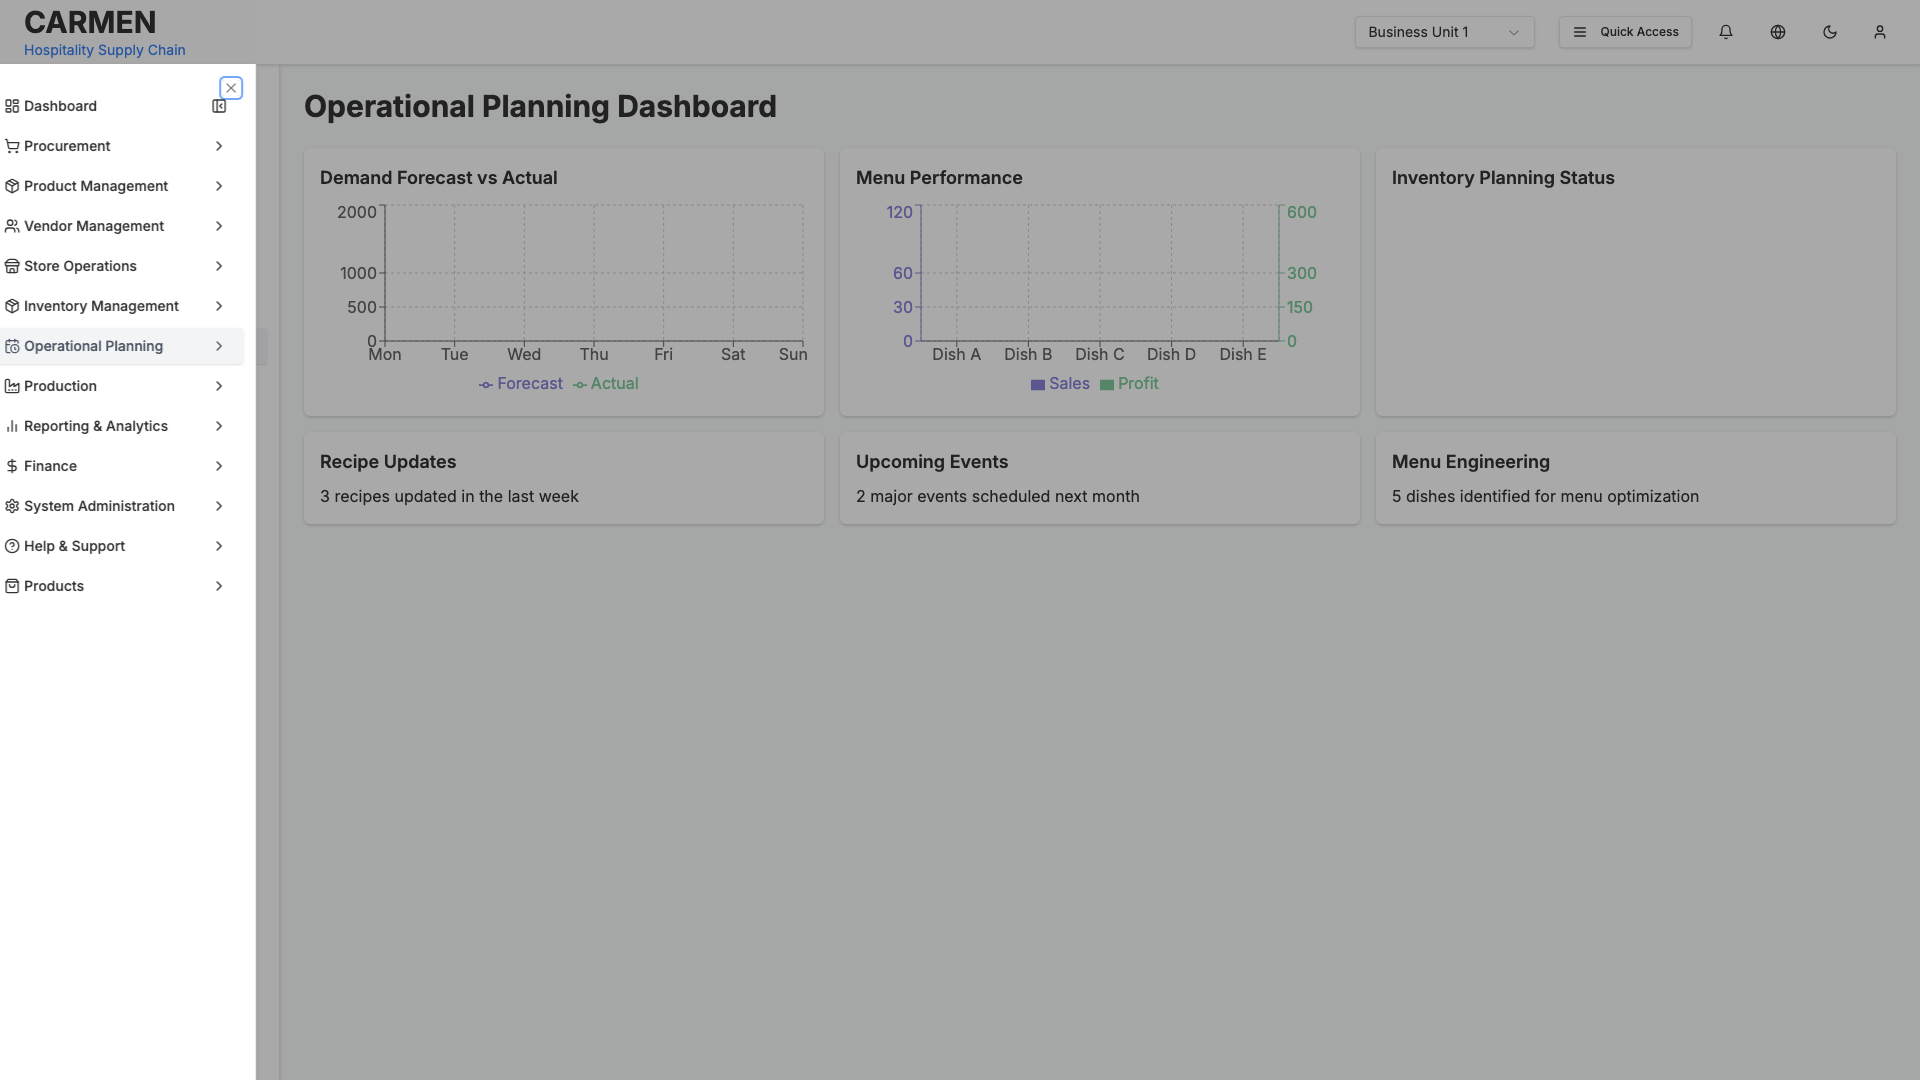 CARMEN
Hospitality Supply Chain
Business Unit 1
Quick Access
Dashboard
Procurement
Product Management
Vendor Management
Store Operations
Inventory Management
Operational Planning
Production
Reporting & Analytics
Finance
System Administration
Help & Support
Products
Operational Planning Dashboard
Demand Forecast vs Actual
2000
1000
500
0
Mon Tue Wed Thu Fri Sat Sun
Forecast Actual
Menu Performance
120 600
60 300
30 150
0 0
Dish A Dish B Dish C Dish D Dish E
Sales Profit
Inventory Planning Status
Recipe Updates
3 recipes updated in the last week
Upcoming Events
2 major events scheduled next month
Menu Engineering
5 dishes identified for menu optimization